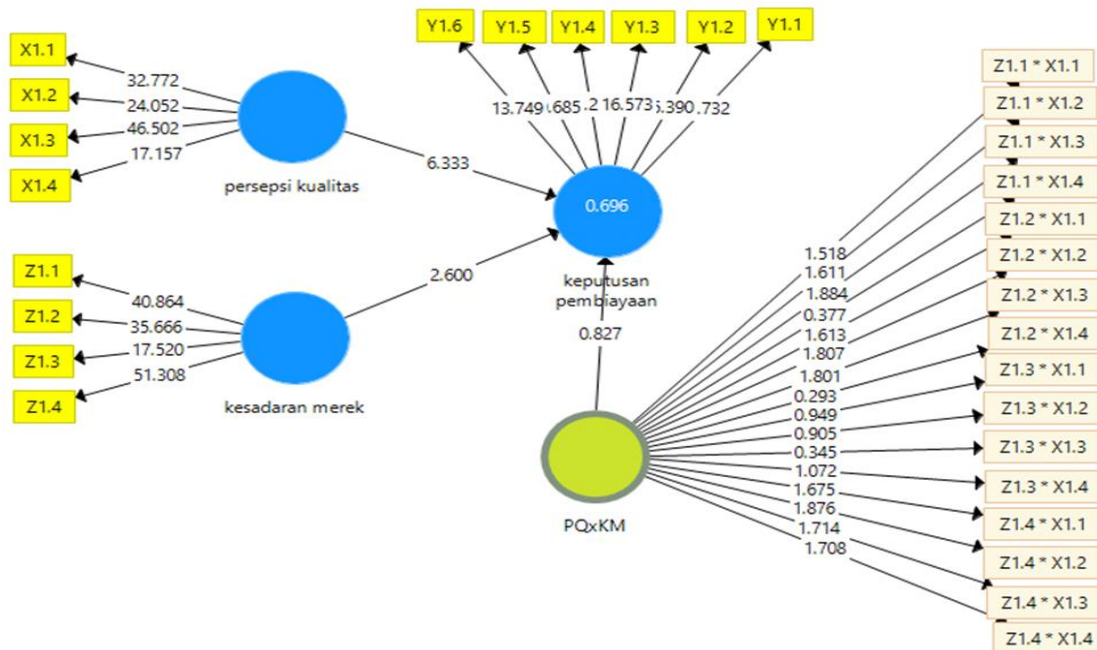 Y1.6
Y1.5
Y1.4
Y1.3
Y1.2
Y1.1
X1.1
X1.2
X1.3
X1.4
32.772
24.052
46.502
17.157
persepsi kualitas
6.333
13.749
.685
2
16.573
.390
.732
0.696
keputusan
pembiayaan
0.827
Z1.1
Z1.2
Z1.3
Z1.4
40.864
35.666
17.520
51.308
kesadaran merek
2.600
PQxKM
1.518
1.611
1.884
0.377
1.613
1.807
1.801
0.293
0.949
0.905
0.345
1.072
1.675
1.876
1.714
1.708
Z1.1 * X1.1
Z1.1 * X1.2
Z1.1 * X1.3
Z1.1 * X1.4
Z1.2 * X1.1
Z1.2 * X1.2
Z1.2 * X1.3
Z1.2 * X1.4
Z1.3 * X1.1
Z1.3 * X1.2
Z1.3 * X1.3
Z1.3 * X1.4
Z1.4 * X1.1
Z1.4 * X1.2
Z1.4 * X1.3
Z1.4 * X1.4